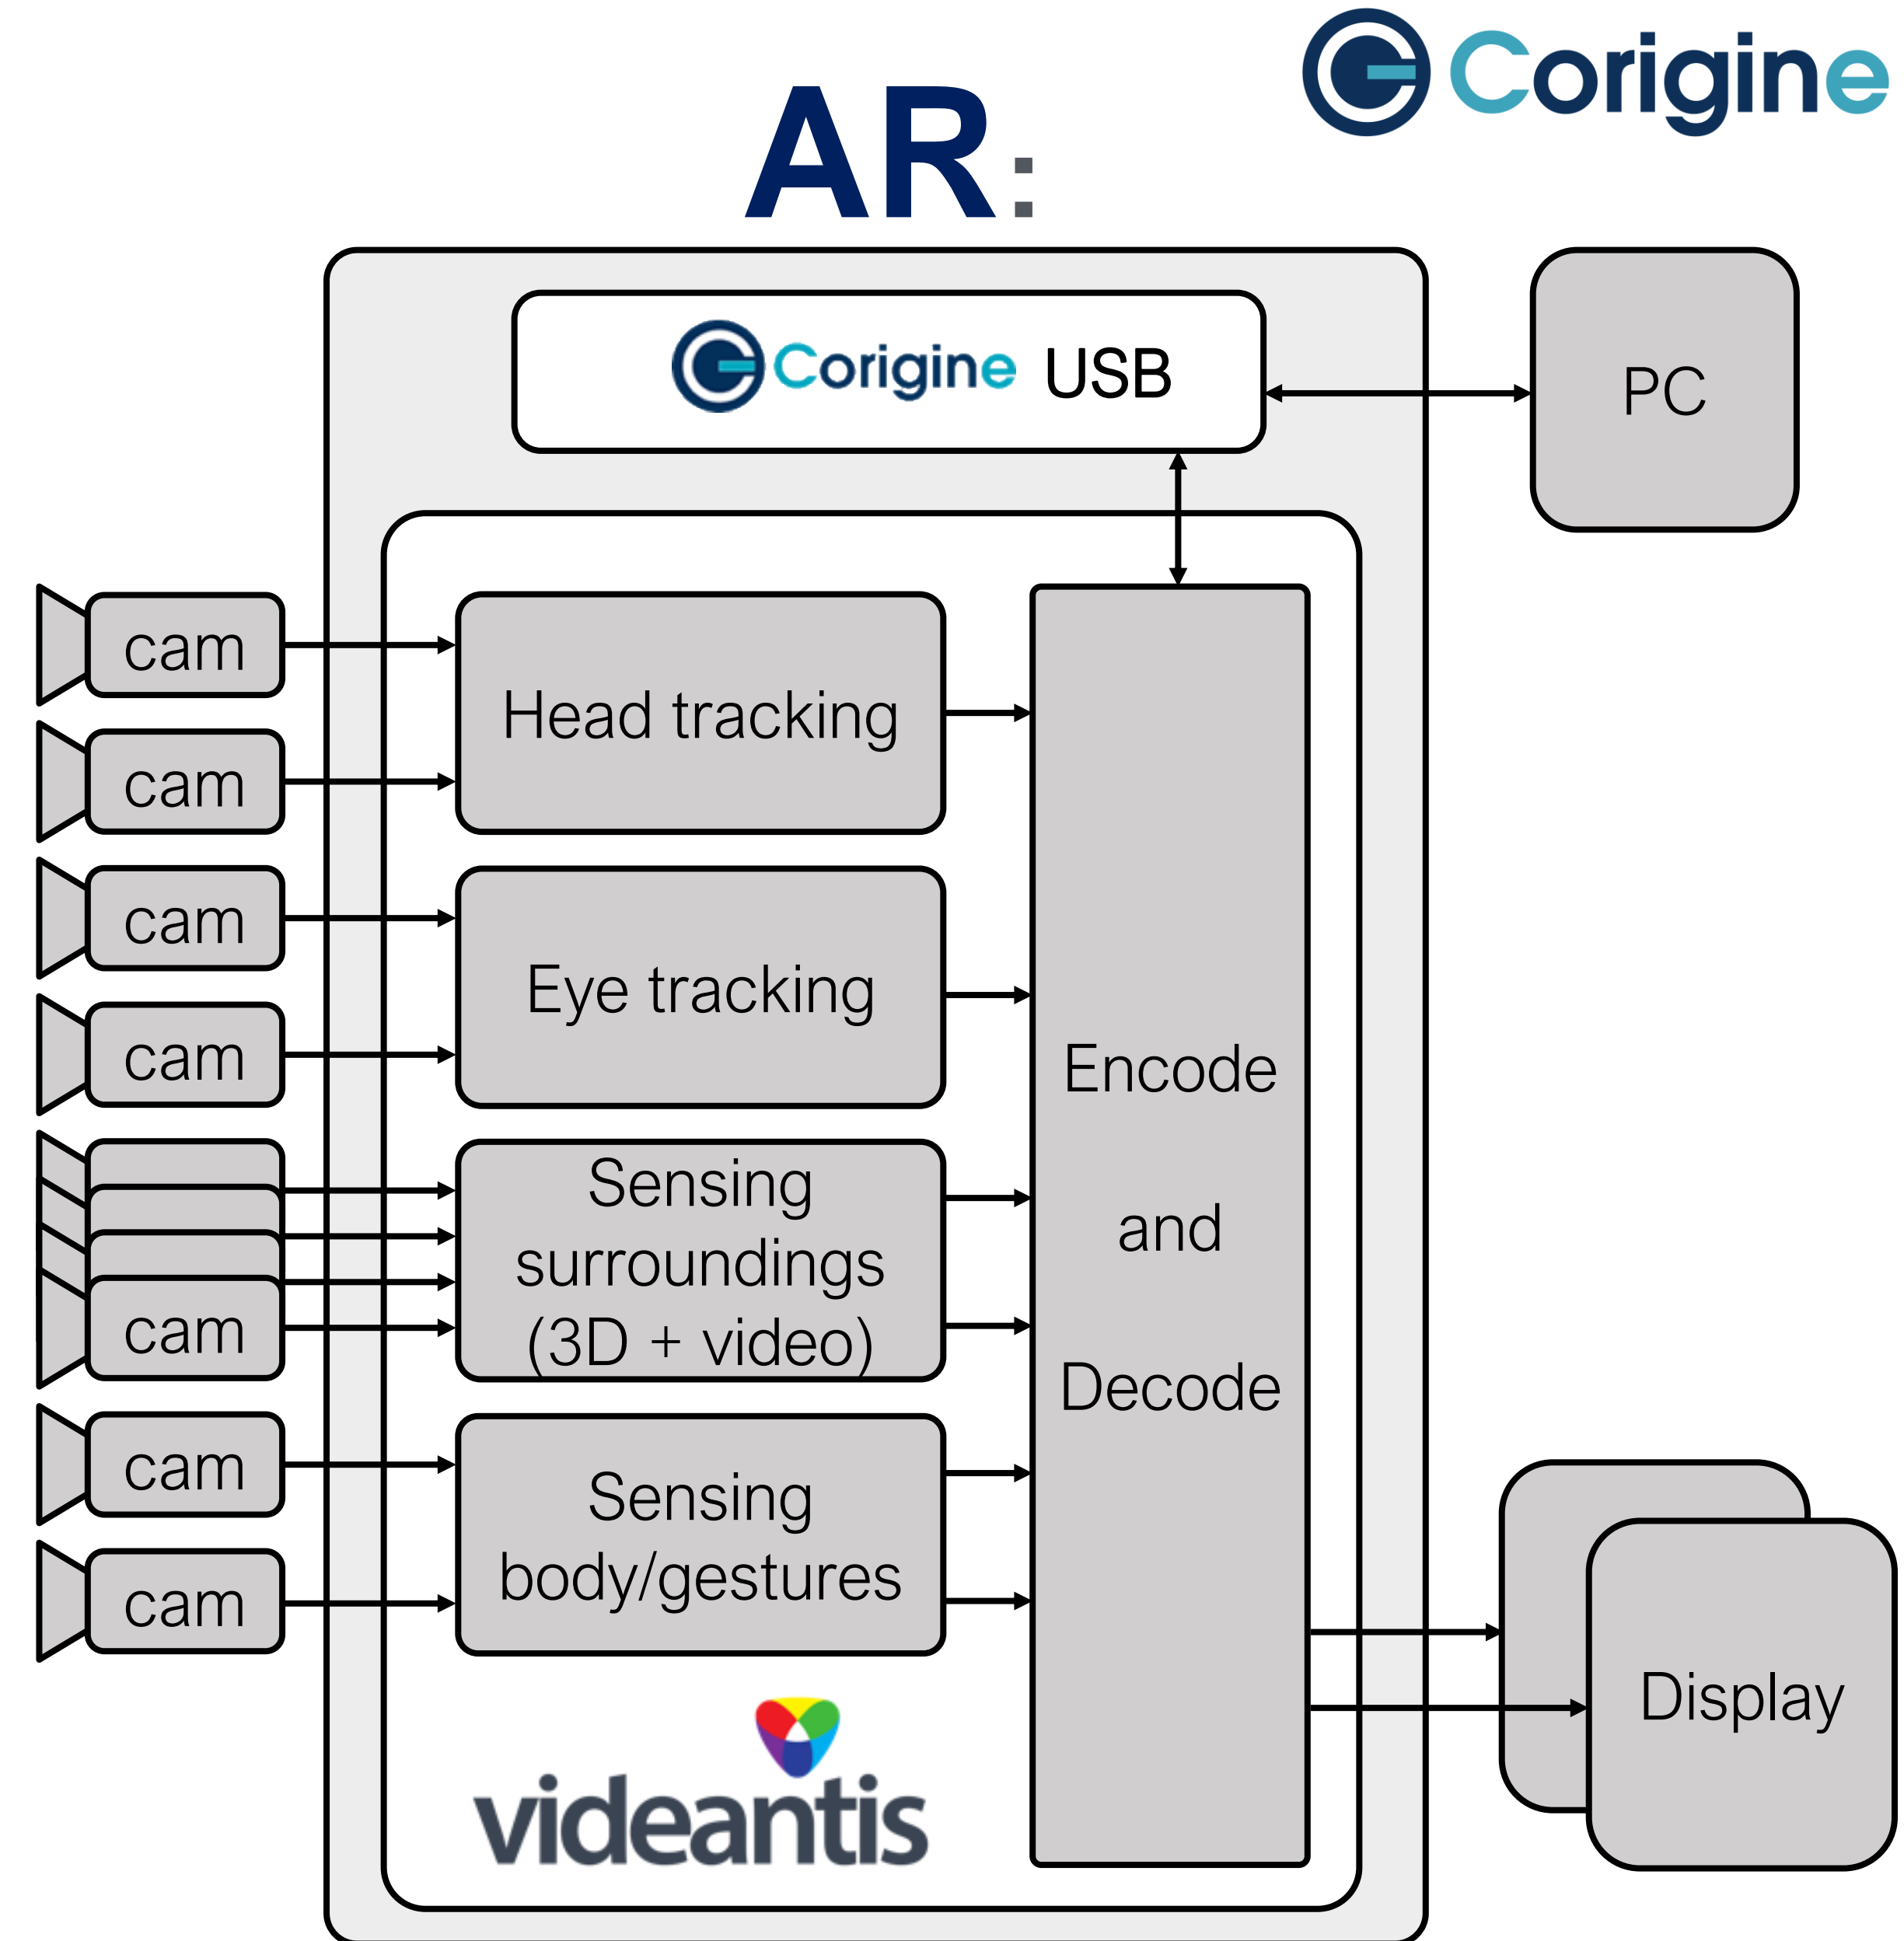 Corigine
AR:
Corigine USB
PC
cam
Head tracking
cam
cam
Eye tracking
cam
Sensing
surroundings
(3D + video)
cam
cam
Sensing
body/gestures
cam
Encode
and
Decode
Display
videantis